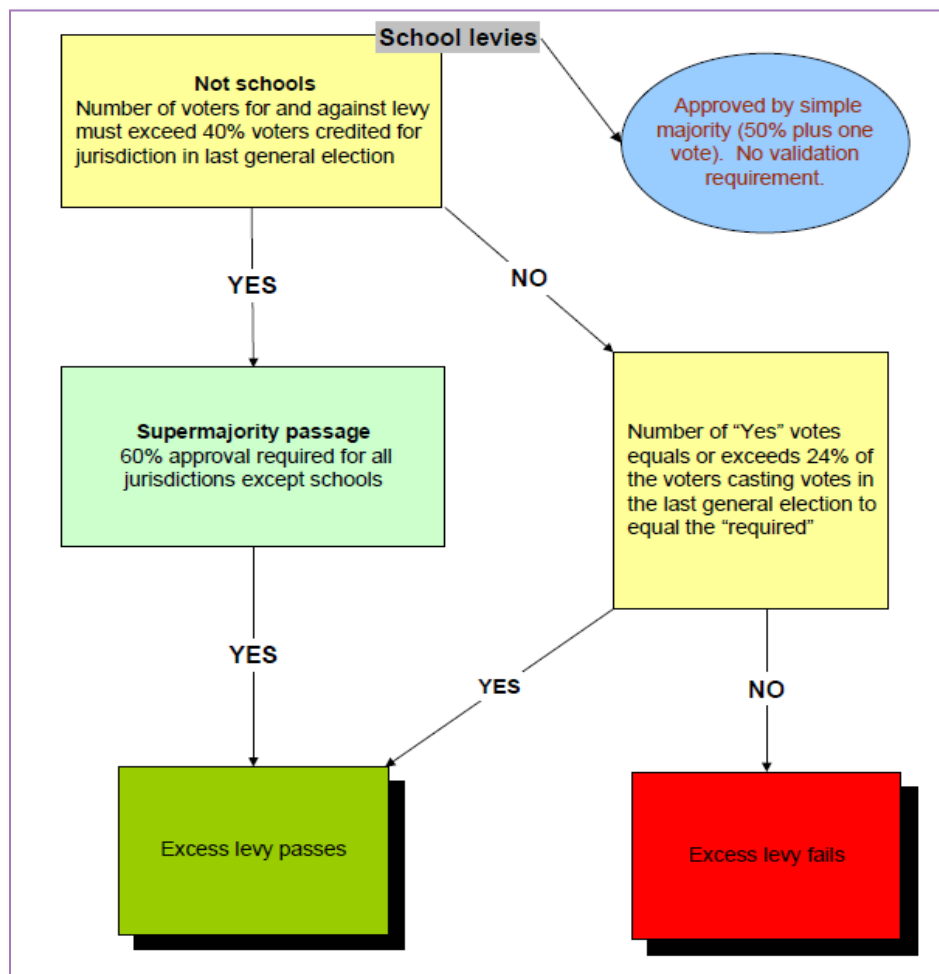 School levies
Not schools
Number of voters for and against levy
must exceed 40% voters credited for
jurisdiction in last general election
Approved by simple
majority (50% plus one
vote). No validation
requirement.
YES
NO
Supermajority passage
60% approval required for all
jurisdictions except schools
Number of “Yes” votes
equals or exceeds 24% of
the voters casting votes in
the last general election to
equal the “required”
YES
YES
NO
Excess levy passes
Excess levy fails